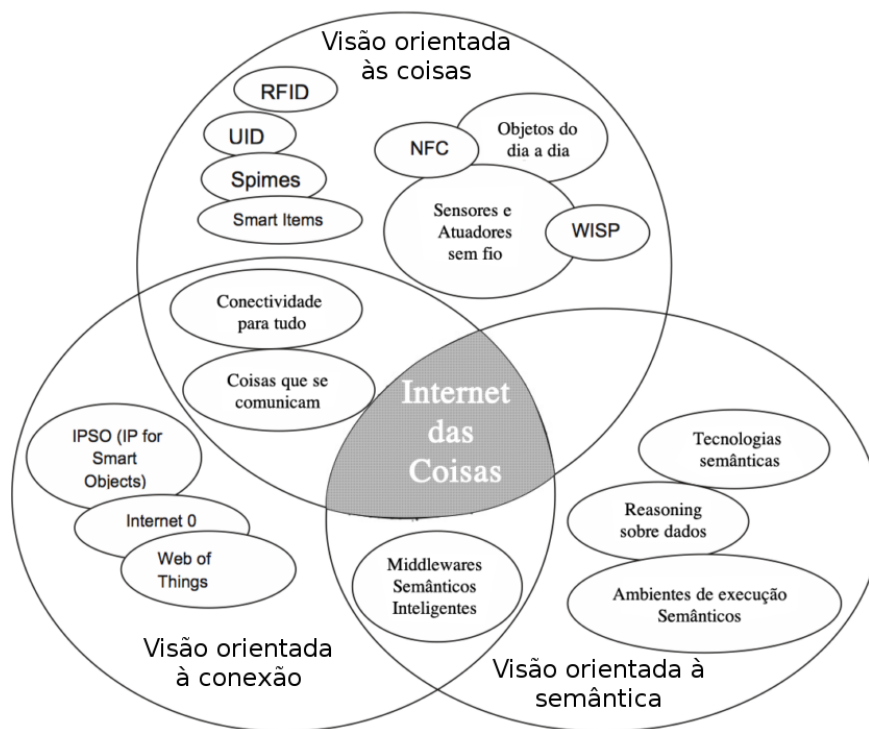 Visão orientada
às coisas
RFID
UID
Spimes
Smart Items
NFC
Objetos do
dia a dia
Sensores e
Atuadores
sem fio
WISP
Conectividade
para tudo
Coisas que se
comunicam
Internet
das
Coisas
IPSO (IP for
Smart
Objects)
Internet 0
Web of
Things
Middlewares
Semânticos
Inteligentes
Tecnologias
semânticas
Reasoning
sobre dados
Ambientes de execução
Semânticos
Visão orientada
à conexão
Visão orientada à
semântica